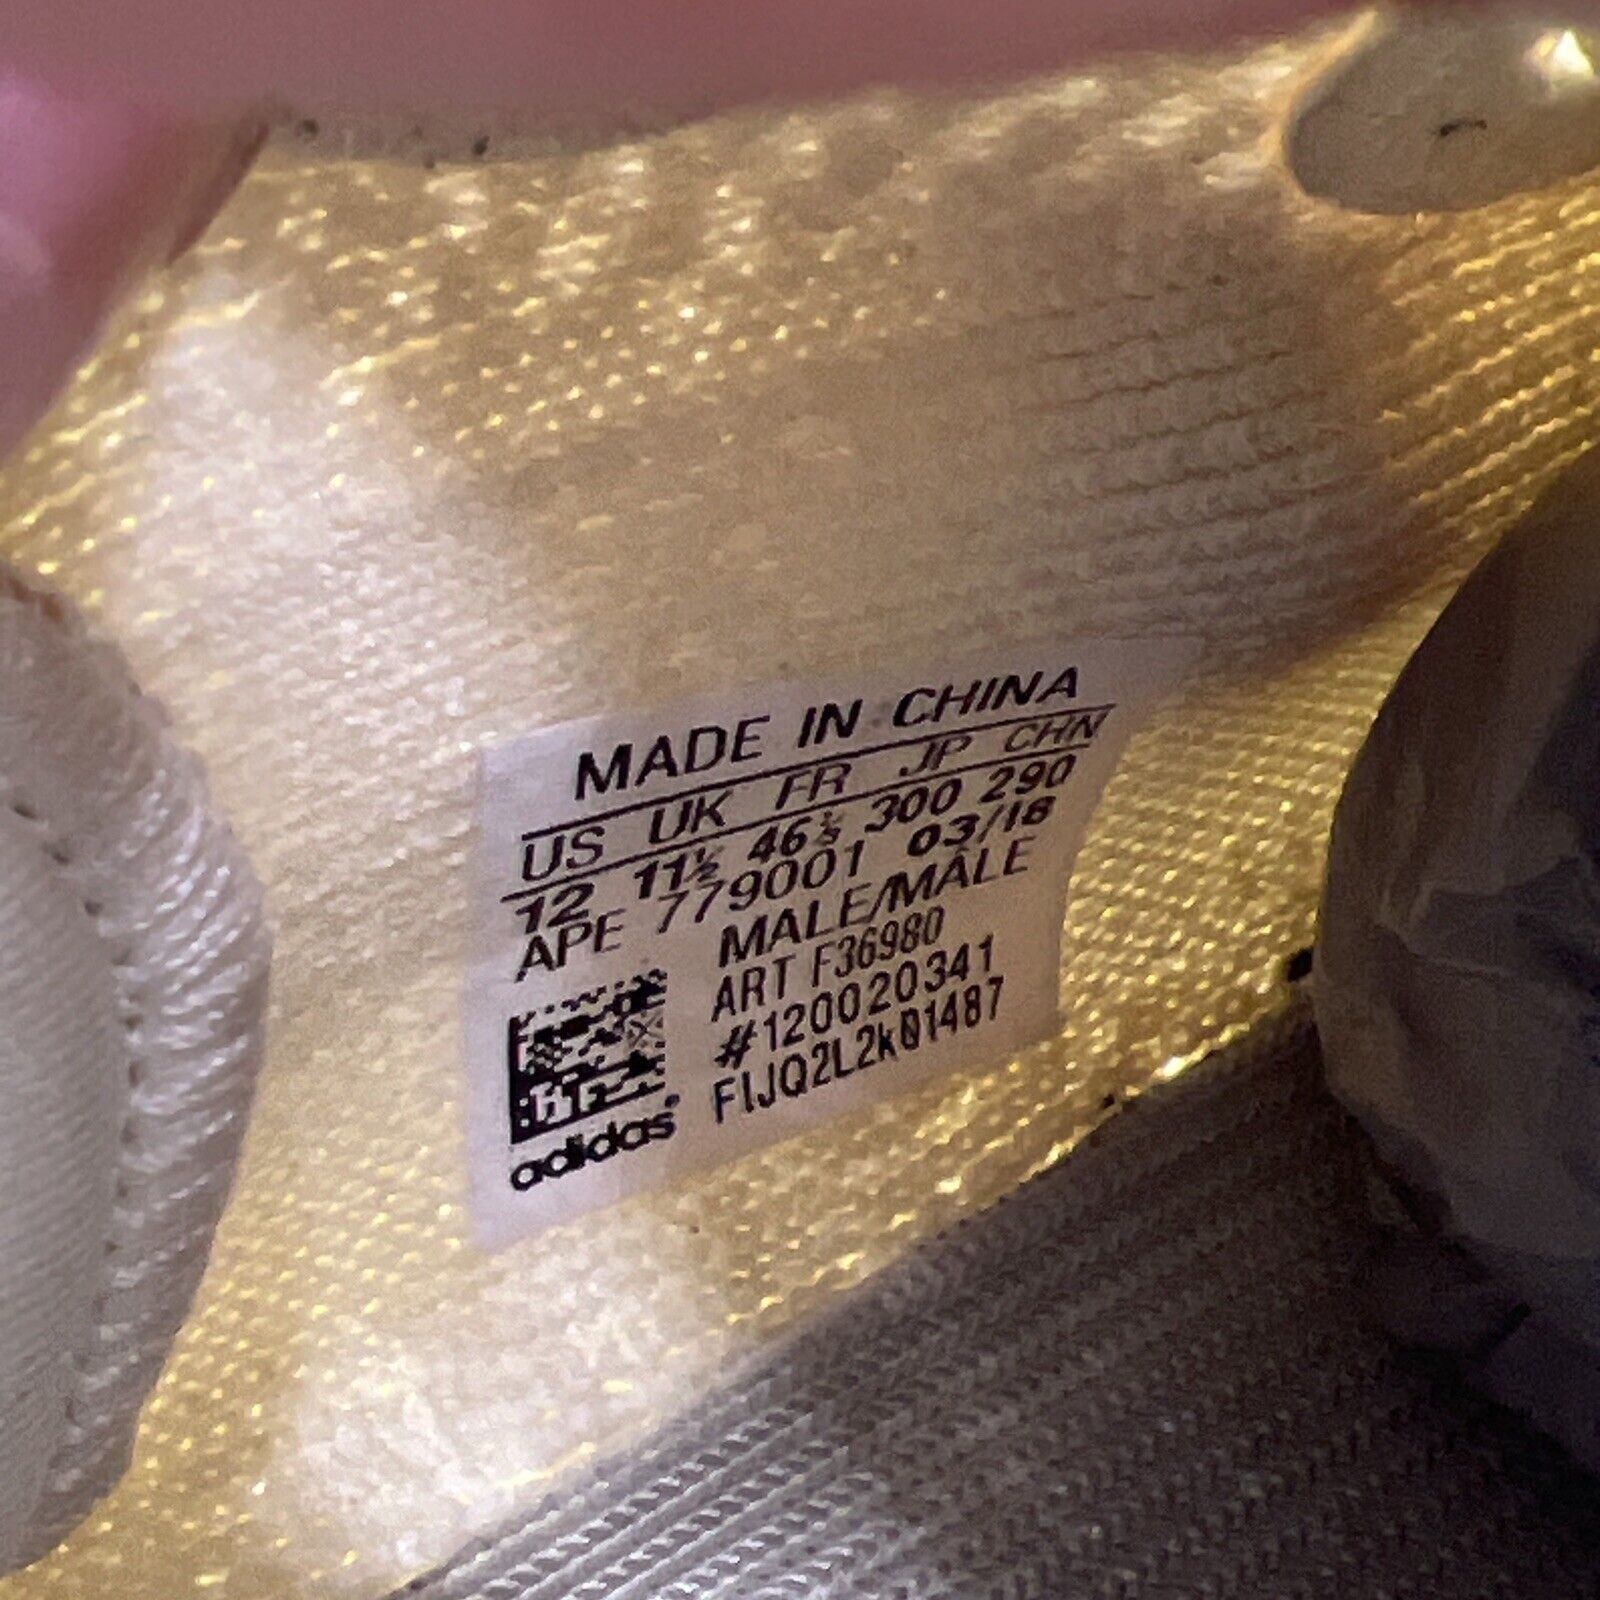 MADE IN CHINA
US UK FR JP CHN
12 11½ 46⅔ 300 290
APE 779001 03/18
MALE/MÂLE
ART F36980
#120020341
FIJQ2L2k01487
adidas